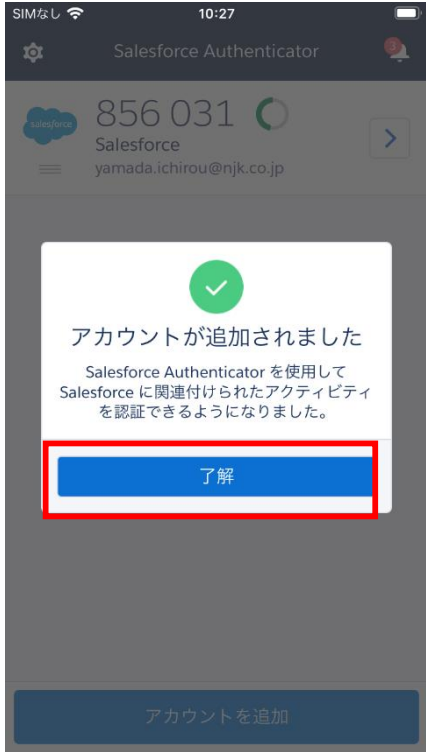 SIMなし 10:27
Salesforce Authenticator 3
856 031
salesforce
Salesforce
yamada.ichirou@njk.co.jp
アカウントが追加されました
Salesforce Authenticator を使用して
Salesforce に関連付けられたアクティビティ
を認証できるようになりました。
了解
アカウントを追加